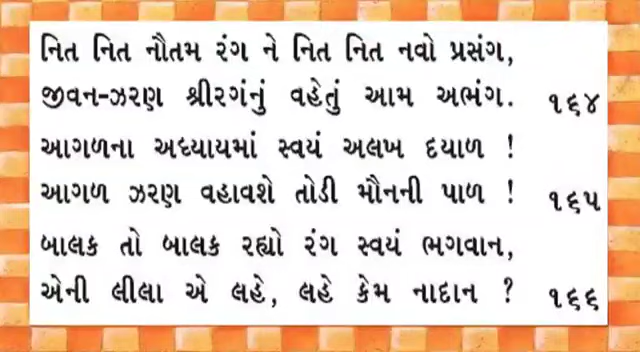 નિત નિત નૌતમ રંગ ને નિત નિત નવો પ્રસંગ,
જીવન-ઝરણ શ્રીરગંનું વહેતું આમ અભંગ. ૧૬૪
આગળના અધ્યાયમાં સ્વયં અલખ દયાળ !
આગળ ઝરણ વહાવશે તોડી મૌનની પાળ ! ૧૬૫
બાલક તો બાલક રહ્યો રંગ સ્વયં ભગવાન,
એની લીલા એ લહે, લહે કેમ નાદાન ? ૧૬૬